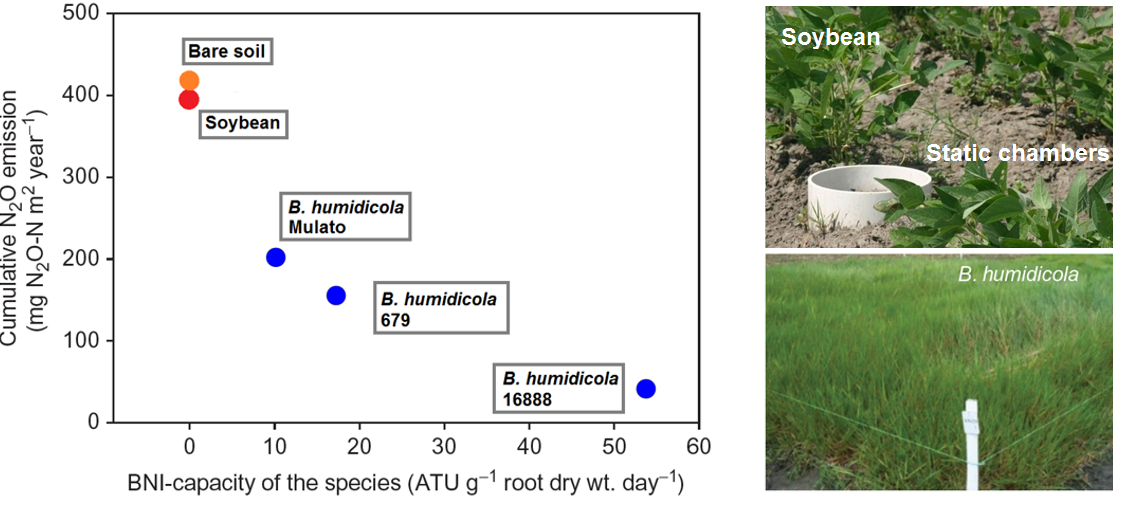 Cumulative N₂O emission
(mg N₂O-N m² year⁻¹)
500
400
300
200
100
0
Bare soil
Soybean
B. humidicola
Mulato
B. humidicola
679
B. humidicola
16888
0 10 20 30 40 50 60
BNI-capacity of the species (ATU g⁻¹ root dry wt. day⁻¹)
Soybean
Static chambers
B. humidicola